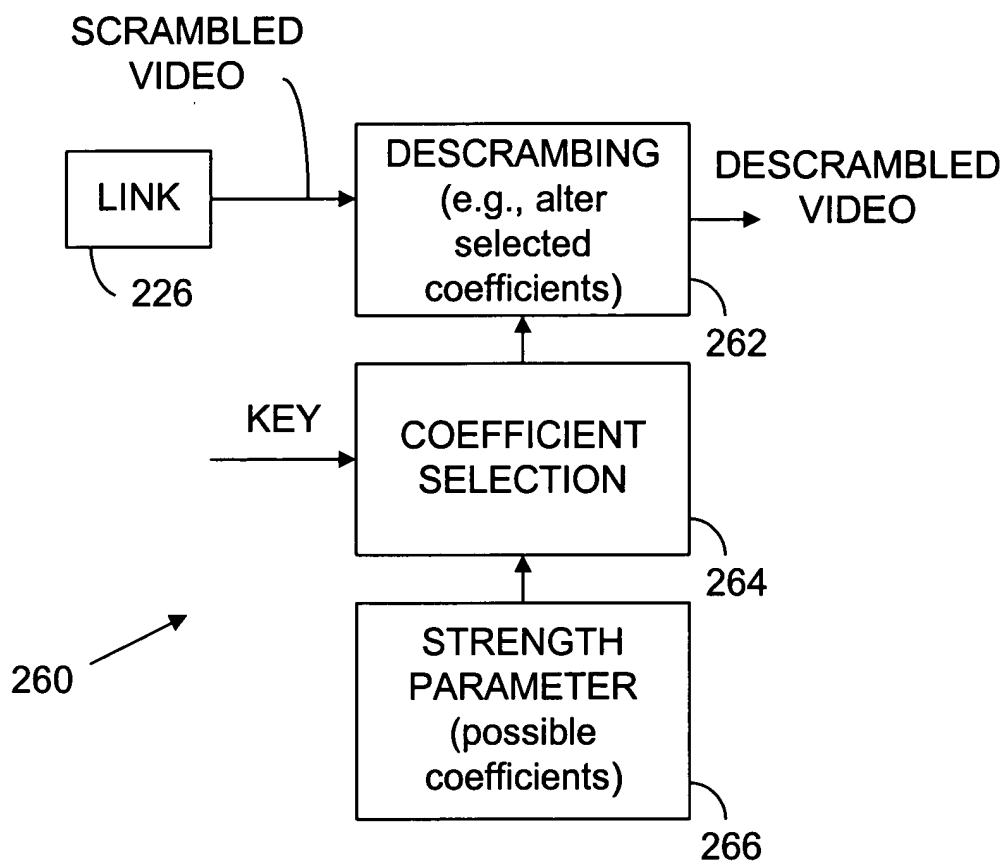 SCRAMBLED
VIDEO
LINK
226
DESCRAMBING
(e.g., alter
selected
coefficients)
262
DESCRAMBLED
VIDEO
KEY
COEFFICIENT
SELECTION
264
260
STRENGTH
PARAMETER
(possible
coefficients)
266